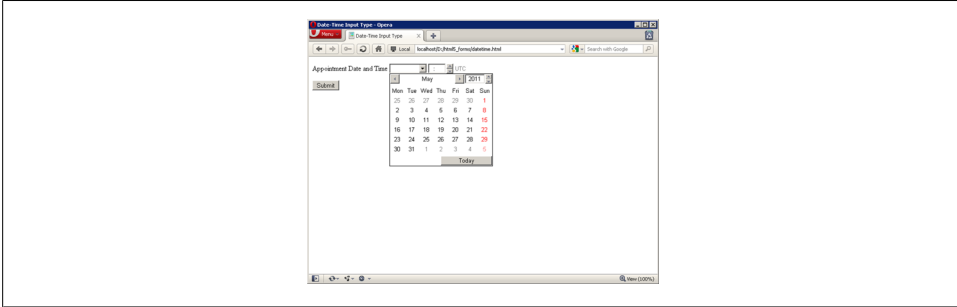 Date-Time Input Type - Opera
Menu Date-Time Input Type
Local localhost/D:/html5_forms/datetime.html Search with Google
Appointment Date and Time : UTC
Submit
May 2011
Mon Tue Wed Thu Fri Sat Sun
25 26 27 28 29 30 1
2 3 4 5 6 7 8
9 10 11 12 13 14 15
16 17 18 19 20 21 22
23 24 25 26 27 28 29
30 31 1 2 3 4 5
Today
View (100%)